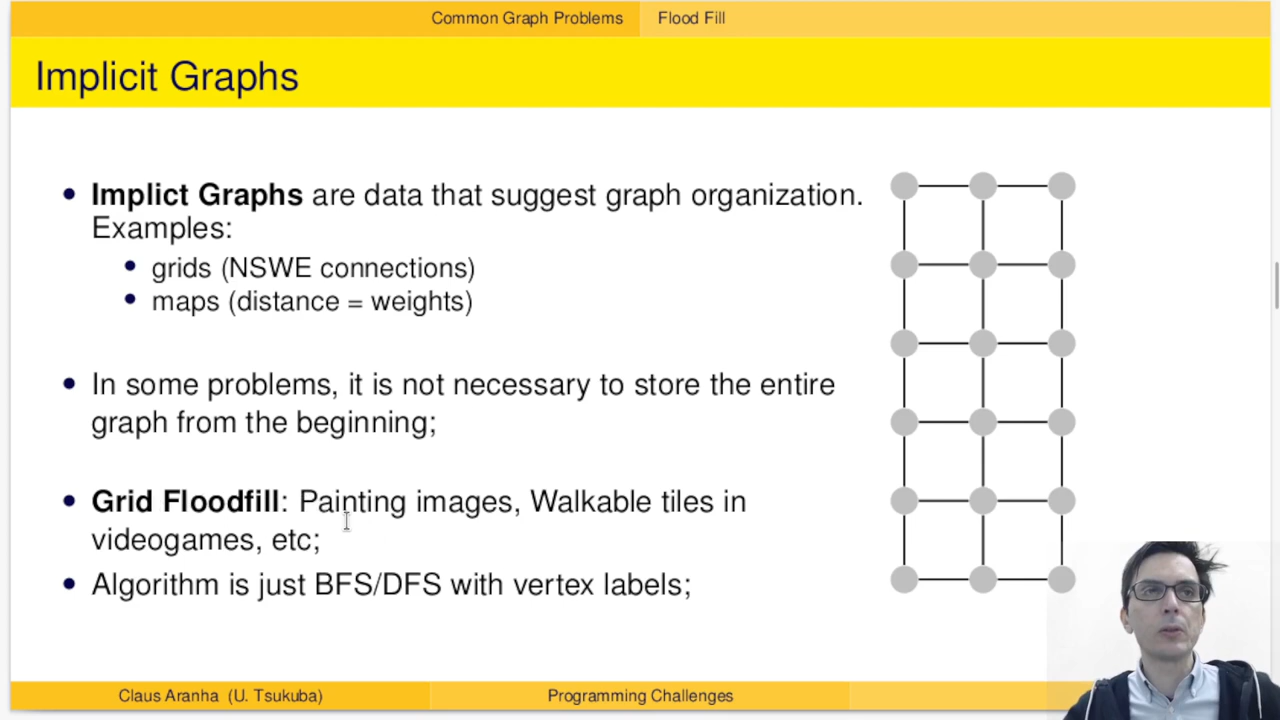 Common Graph Problems Flood Fill
Implicit Graphs
Implict Graphs are data that suggest graph organization.
Examples:
grids (NSWE connections)
maps (distance = weights)
In some problems, it is not necessary to store the entire
graph from the beginning;
Grid Floodfill: Painting images, Walkable tiles in
videogames, etc;
Algorithm is just BFS/DFS with vertex labels;
Claus Aranha (U. Tsukuba) Programming Challenges